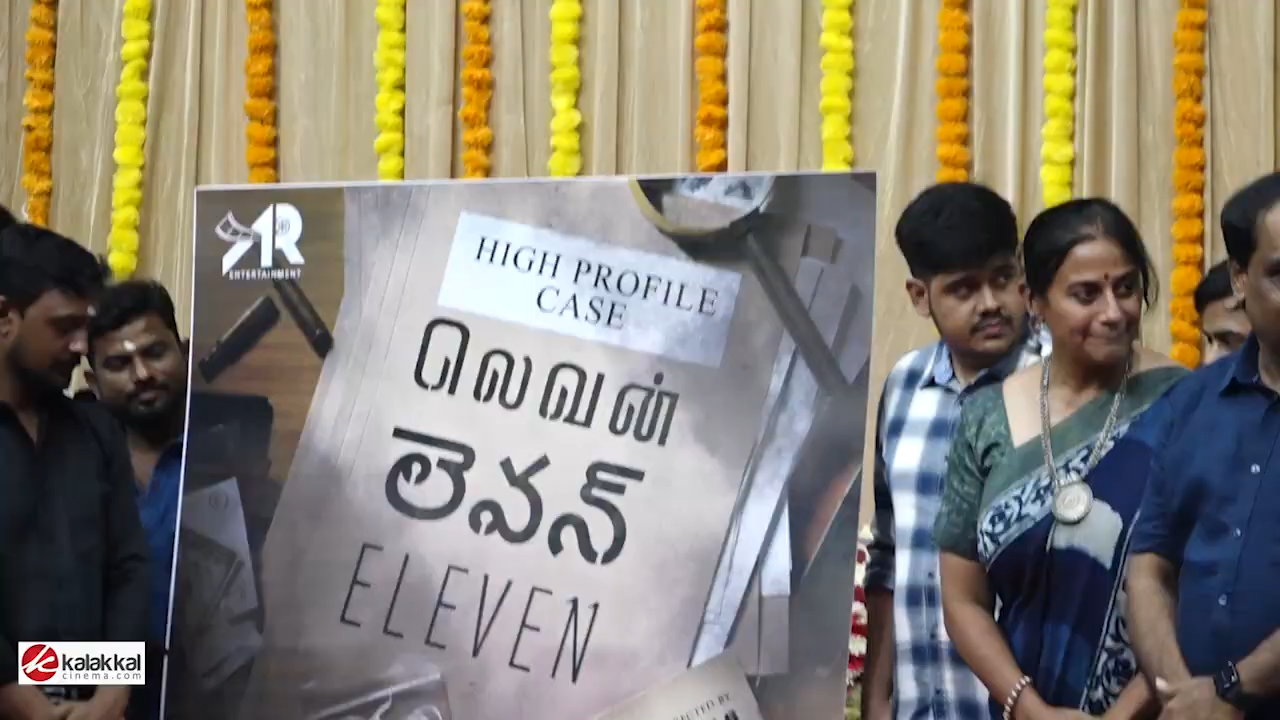 AR
ENTERTAINMENT
HIGH PROFILE
CASE
லெவன்
లెవన్
ELEVEN
kalakkal
cinema.com